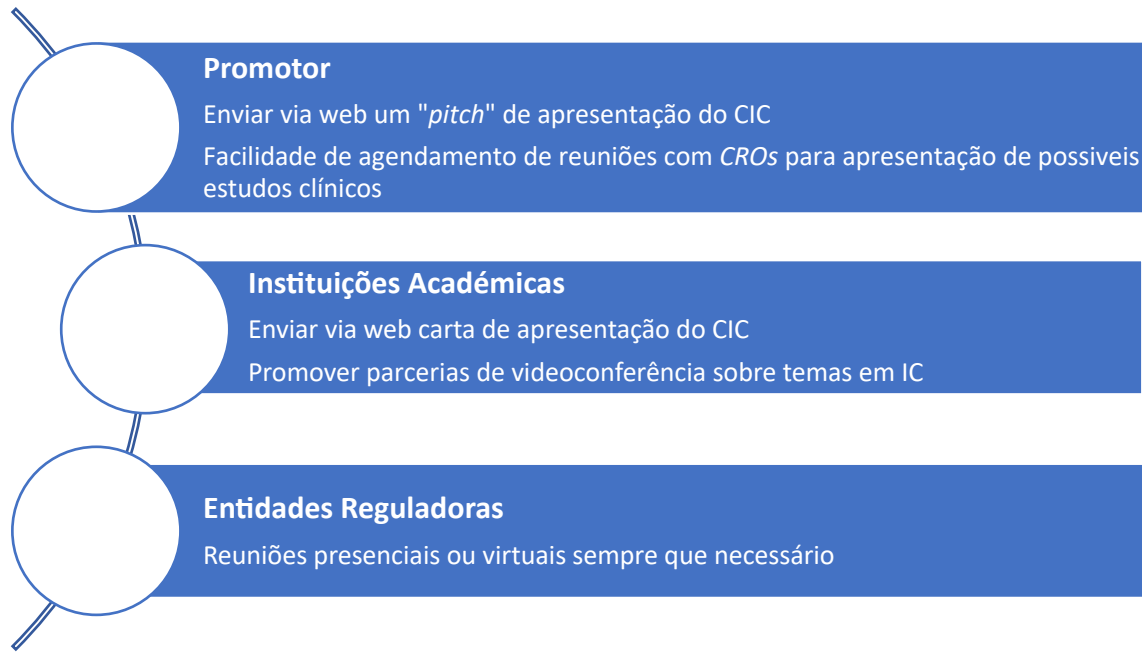 Promotor
Enviar via web um "pitch" de apresentação do CIC
Facilidade de agendamento de reuniões com CROs para apresentação de possiveis
estudos clínicos
Instituições Académicas
Enviar via web carta de apresentação do CIC
Promover parcerias de videoconferência sobre temas em IC
Entidades Reguladoras
Reuniões presenciais ou virtuais sempre que necessário